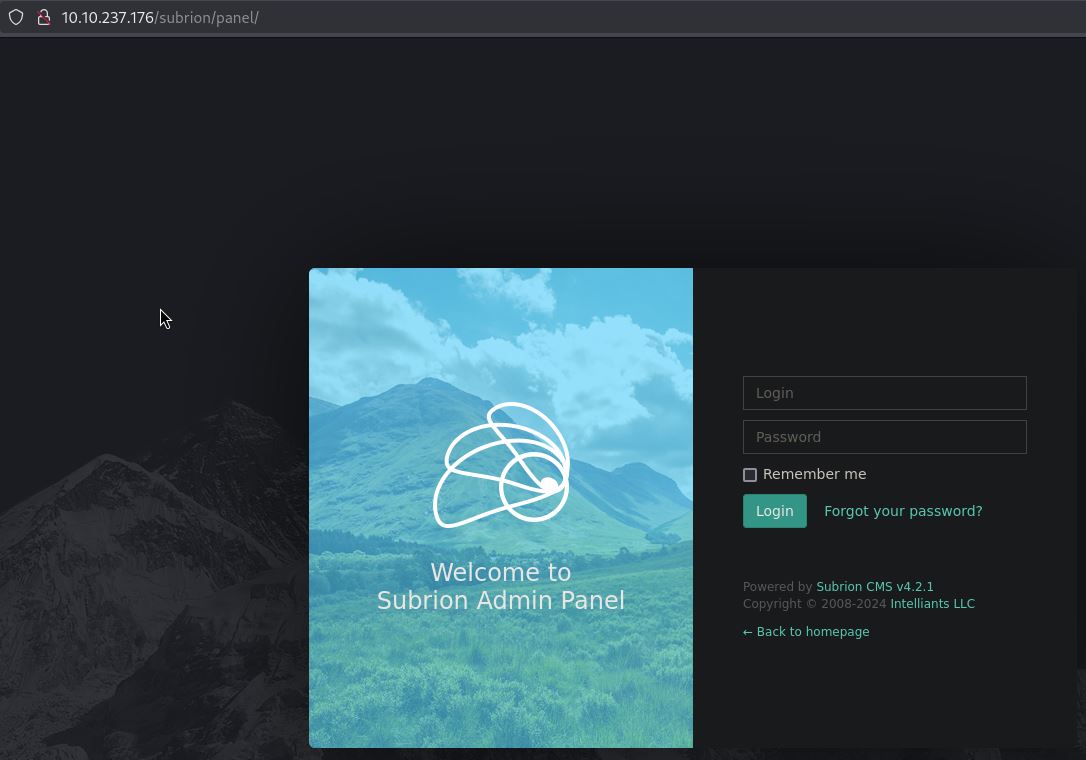 10.10.237.176/subrion/panel/
Welcome to
Subrion Admin Panel
Login
Password
Remember me
Login Forgot your password?
Powered by Subrion CMS v4.2.1
Copyright © 2008-2024 Intelliants LLC
← Back to homepage